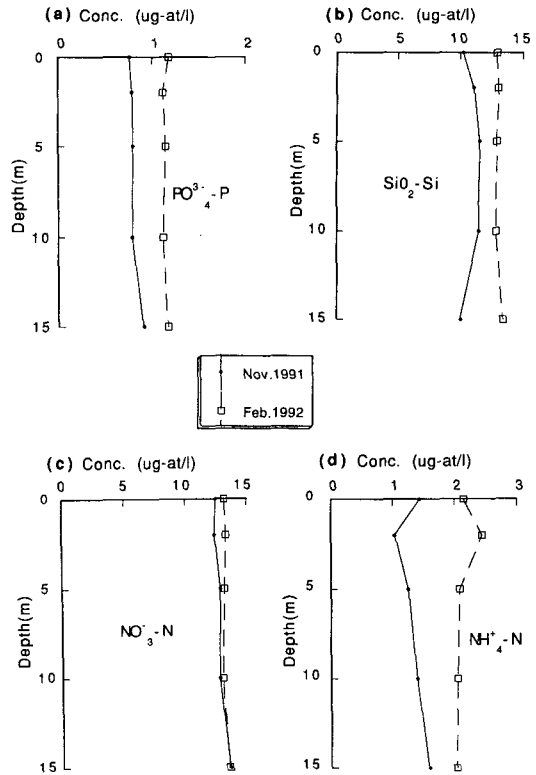 (a) Conc. (ug-at/l)
0 1 2
0
5
10
15
Depth(m)
PO³⁻₄-P
(b) Conc. (ug-at/l)
0 5 10 15
0
5
10
15
Depth(m)
SiO₂-Si
Nov.1991
Feb.1992
(c) Conc. (ug-at/l)
0 5 10 15
0
5
10
15
Depth(m)
NO⁻₃-N
(d) Conc. (ug-at/l)
0 1 2 3
0
5
10
15
Depth(m)
NH⁺₄-N